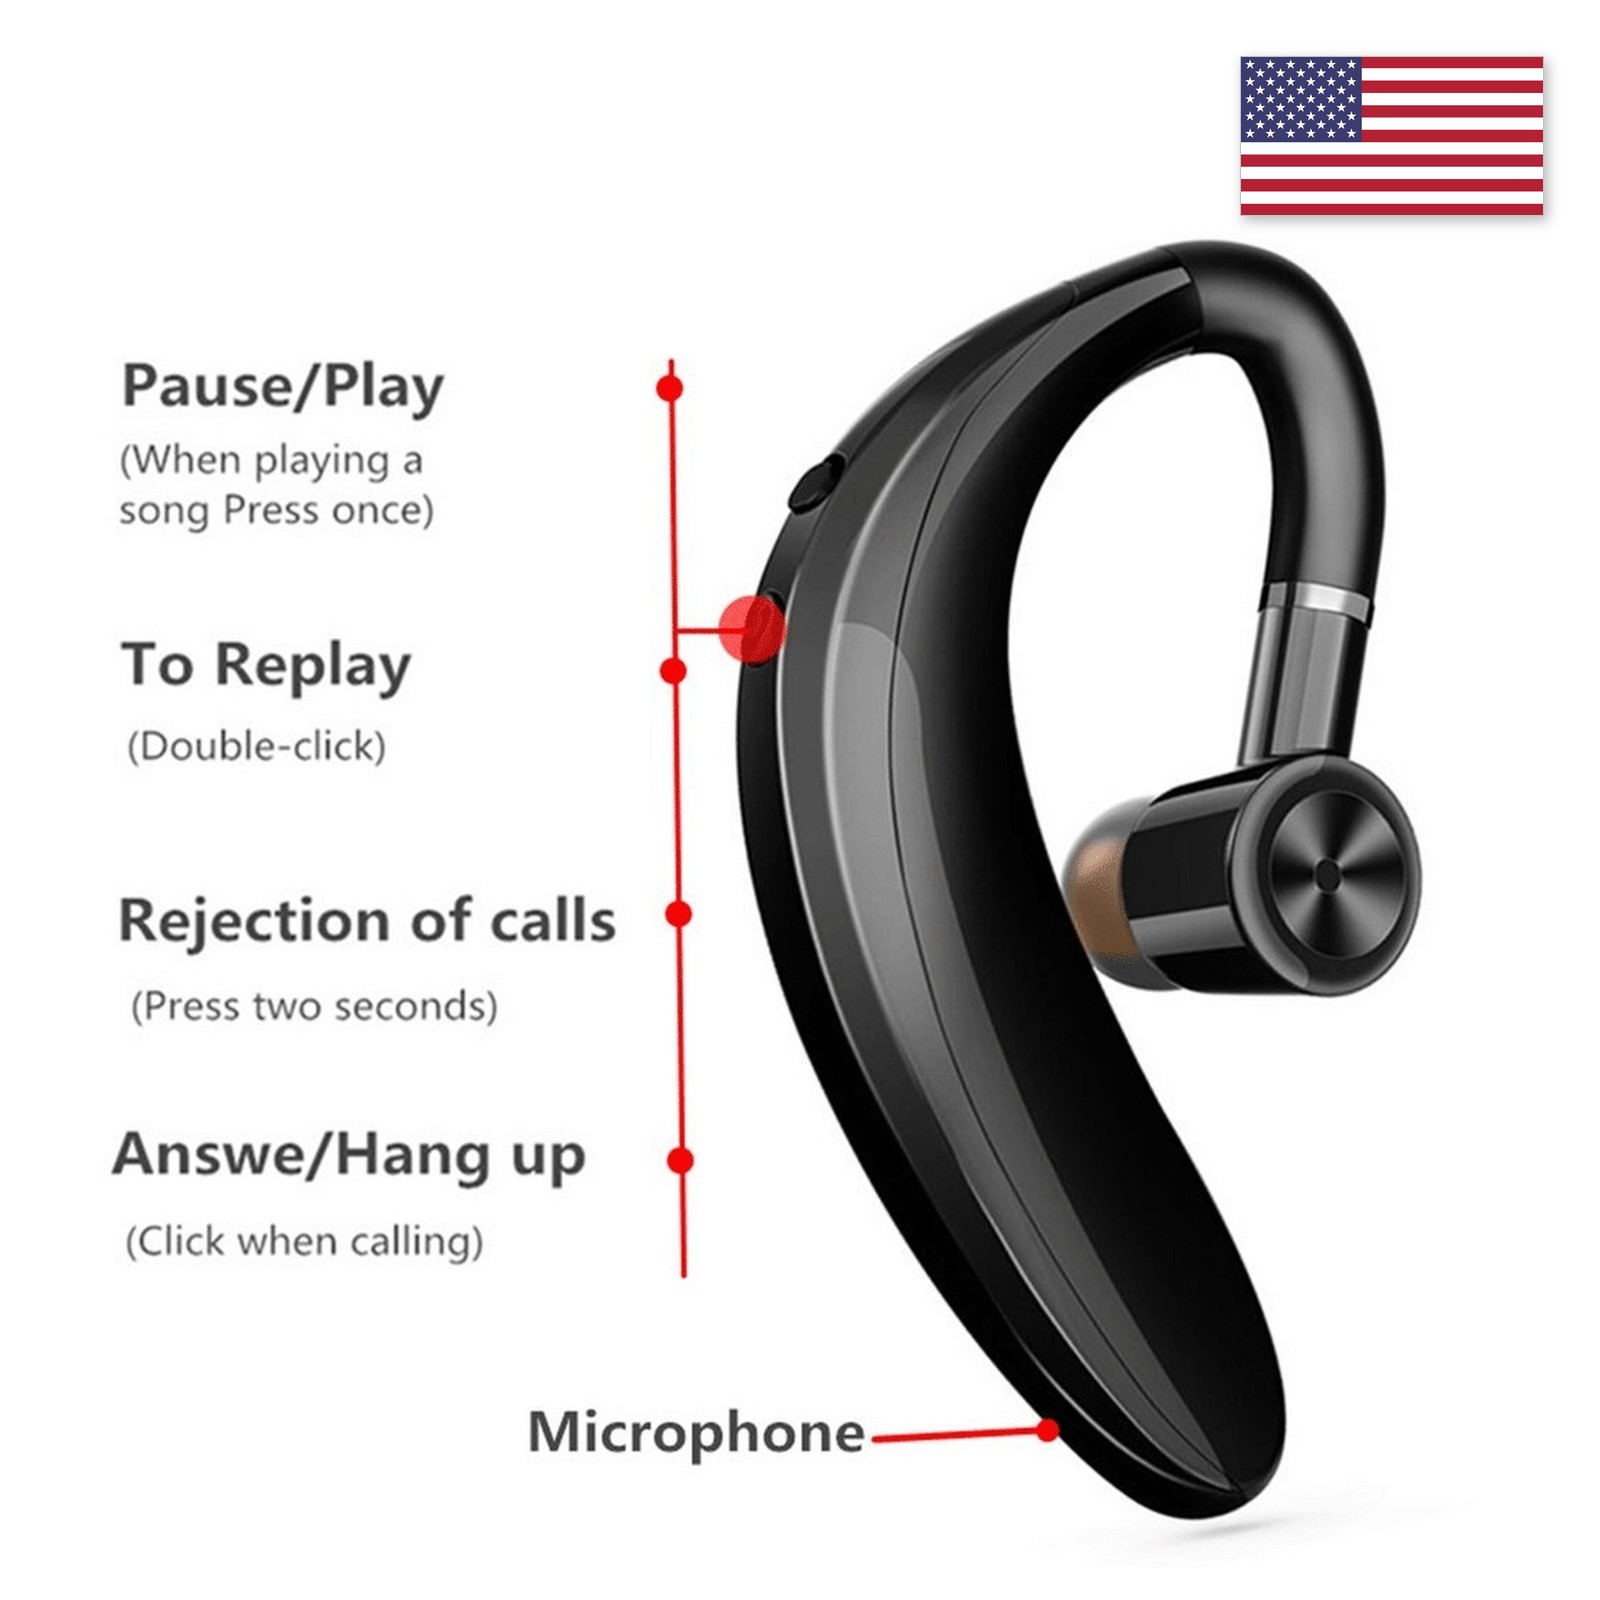 Pause/Play
(When playing a
song Press once)
To Replay
(Double-click)
Rejection of calls
(Press two seconds)
Answe/Hang up
(Click when calling)
Microphone